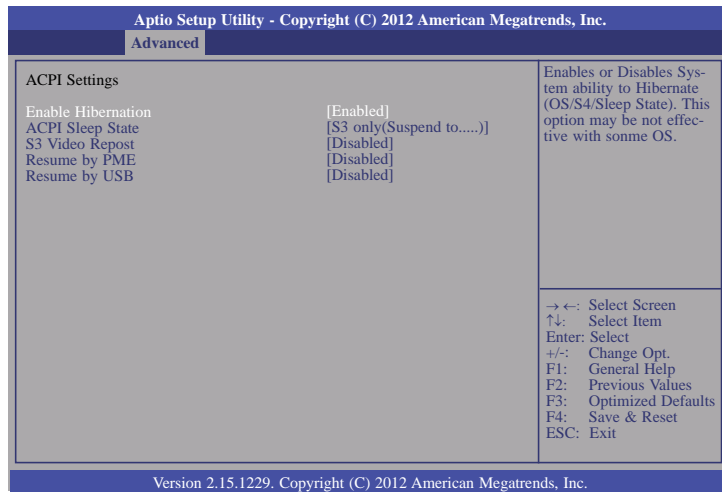 Aptio Setup Utility - Copyright (C) 2012 American Megatrends, Inc.
Advanced
ACPI Settings
Enable Hibernation [Enabled]
ACPI Sleep State [S3 only(Suspend to.....)]
S3 Video Repost [Disabled]
Resume by PME [Disabled]
Resume by USB [Disabled]
Enables or Disables Sys-
tem ability to Hibernate
(OS/S4/Sleep State). This
option may be not effec-
tive with sonme OS.
→ ←: Select Screen
↑↓: Select Item
Enter: Select
+/-: Change Opt.
F1: General Help
F2: Previous Values
F3: Optimized Defaults
F4: Save & Reset
ESC: Exit
Version 2.15.1229. Copyright (C) 2012 American Megatrends, Inc.